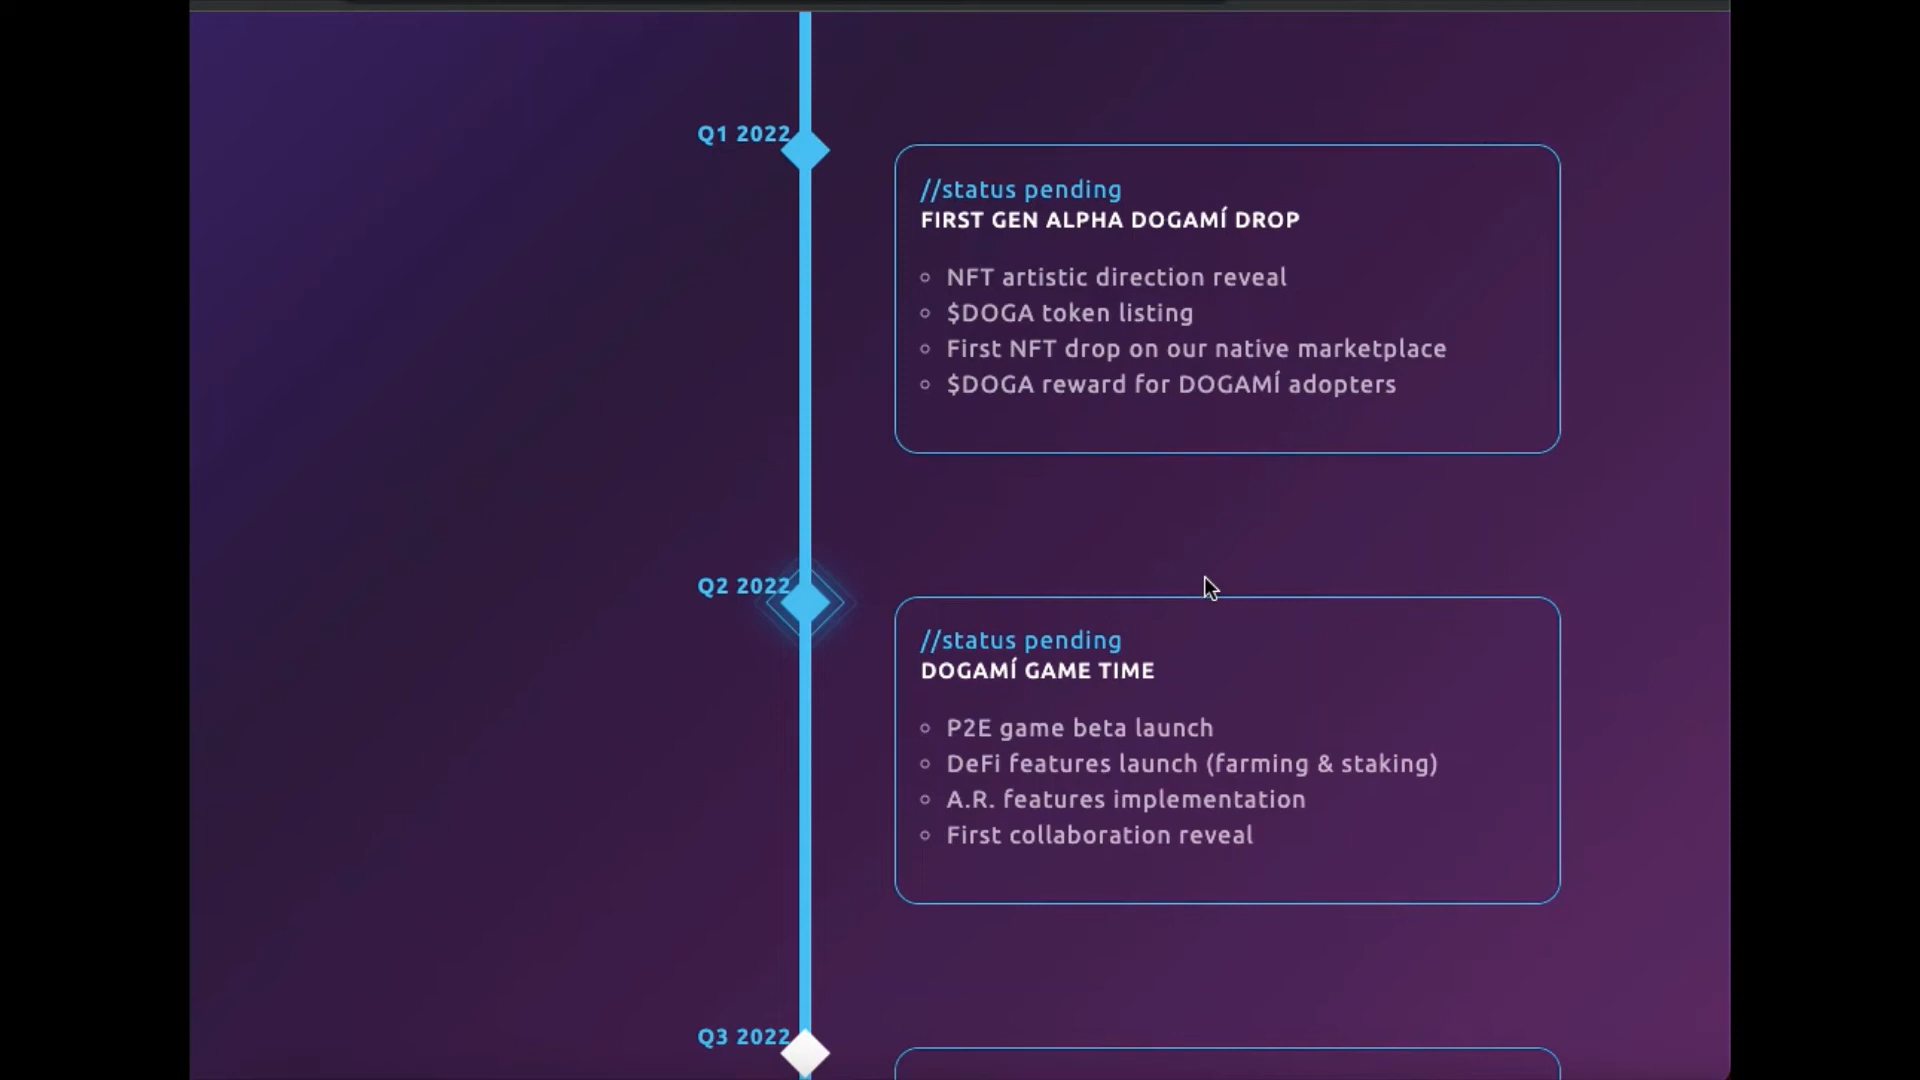 Q1 2022
//status pending
FIRST GEN ALPHA DOGAMÍ DROP
NFT artistic direction reveal
$DOGA token listing
First NFT drop on our native marketplace
$DOGA reward for DOGAMÍ adopters
Q2 2022
//status pending
DOGAMÍ GAME TIME
P2E game beta launch
DeFi features launch (farming & staking)
A.R. features implementation
First collaboration reveal
Q3 2022